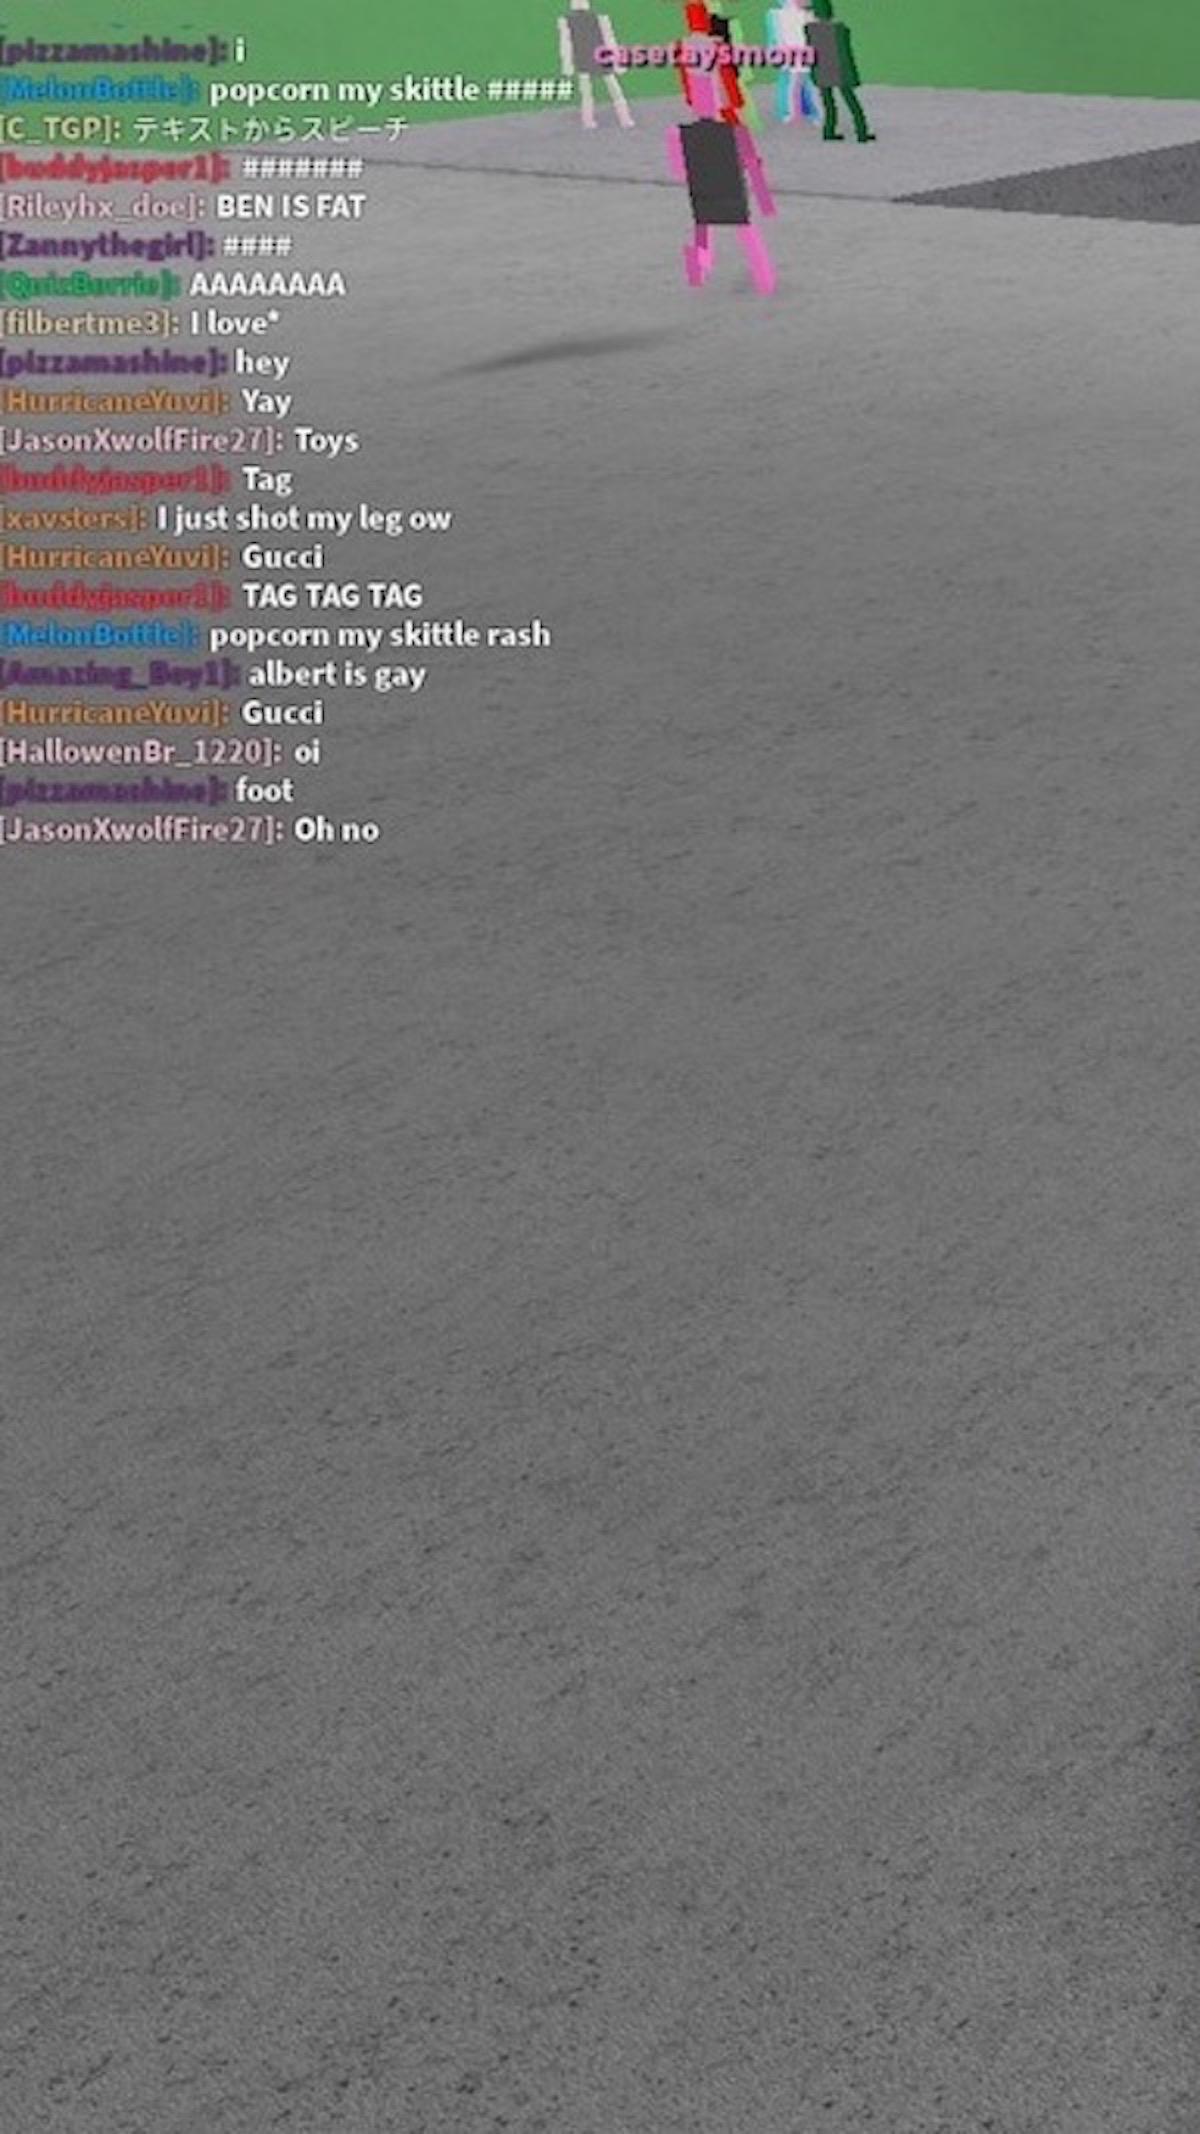 [pizzamashine]: i
casetaysmom
[MelonBottle]: popcorn my skittle #####
[C_TGP]: テキストからスピーチ
[buddyjasper1]: #######
[Rileyhx_doe]: BEN IS FAT
[Zannythegirl]: ####
[QuizBorrie]: AAAAAAAA
[filbertme3]: I love*
[pizzamashine]: hey
[HurricaneYuvi]: Yay
[JasonXwolfFire27]: Toys
[buddyjasper1]: Tag
[xavsters]: I just shot my leg ow
[HurricaneYuvi]: Gucci
[buddyjasper1]: TAG TAG TAG
[MelonBottle]: popcorn my skittle rash
[Amazing_Boy1]: albert is gay
[HurricaneYuvi]: Gucci
[HallowenBr_1220]: oi
[pizzamashine]: foot
[JasonXwolfFire27]: Oh no